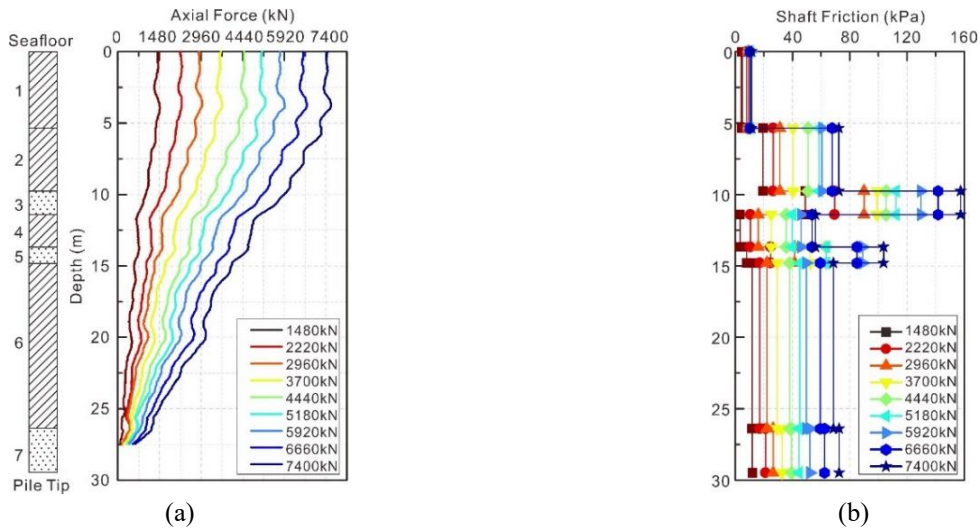 Axial Force (kN)
0 1480 2960 4440 5920 7400
Seafloor
0
5
10
15
20
25
30
Depth (m)
1
2
3
4
5
6
7
Pile Tip
1480kN
2220kN
2960kN
3700kN
4440kN
5180kN
5920kN
6660kN
7400kN
(a)
Shaft Friction (kPa)
0 40 80 120 160
0
5
10
15
20
25
30
1480kN
2220kN
2960kN
3700kN
4440kN
5180kN
5920kN
6660kN
7400kN
(b)